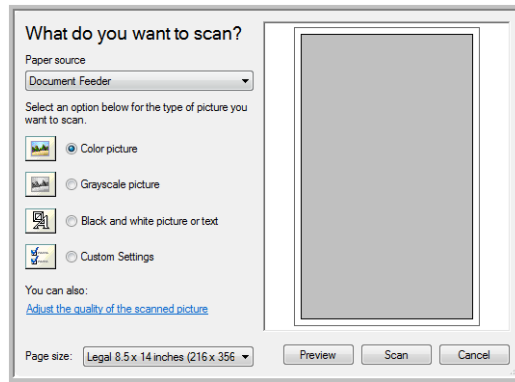 What do you want to scan?
Paper source
Document Feeder
Select an option below for the type of picture you
want to scan.
Color picture
Grayscale picture
Black and white picture or text
Custom Settings
You can also:
Adjust the quality of the scanned picture
Page size: Legal 8.5 x 14 inches (216 x 356
Preview Scan Cancel